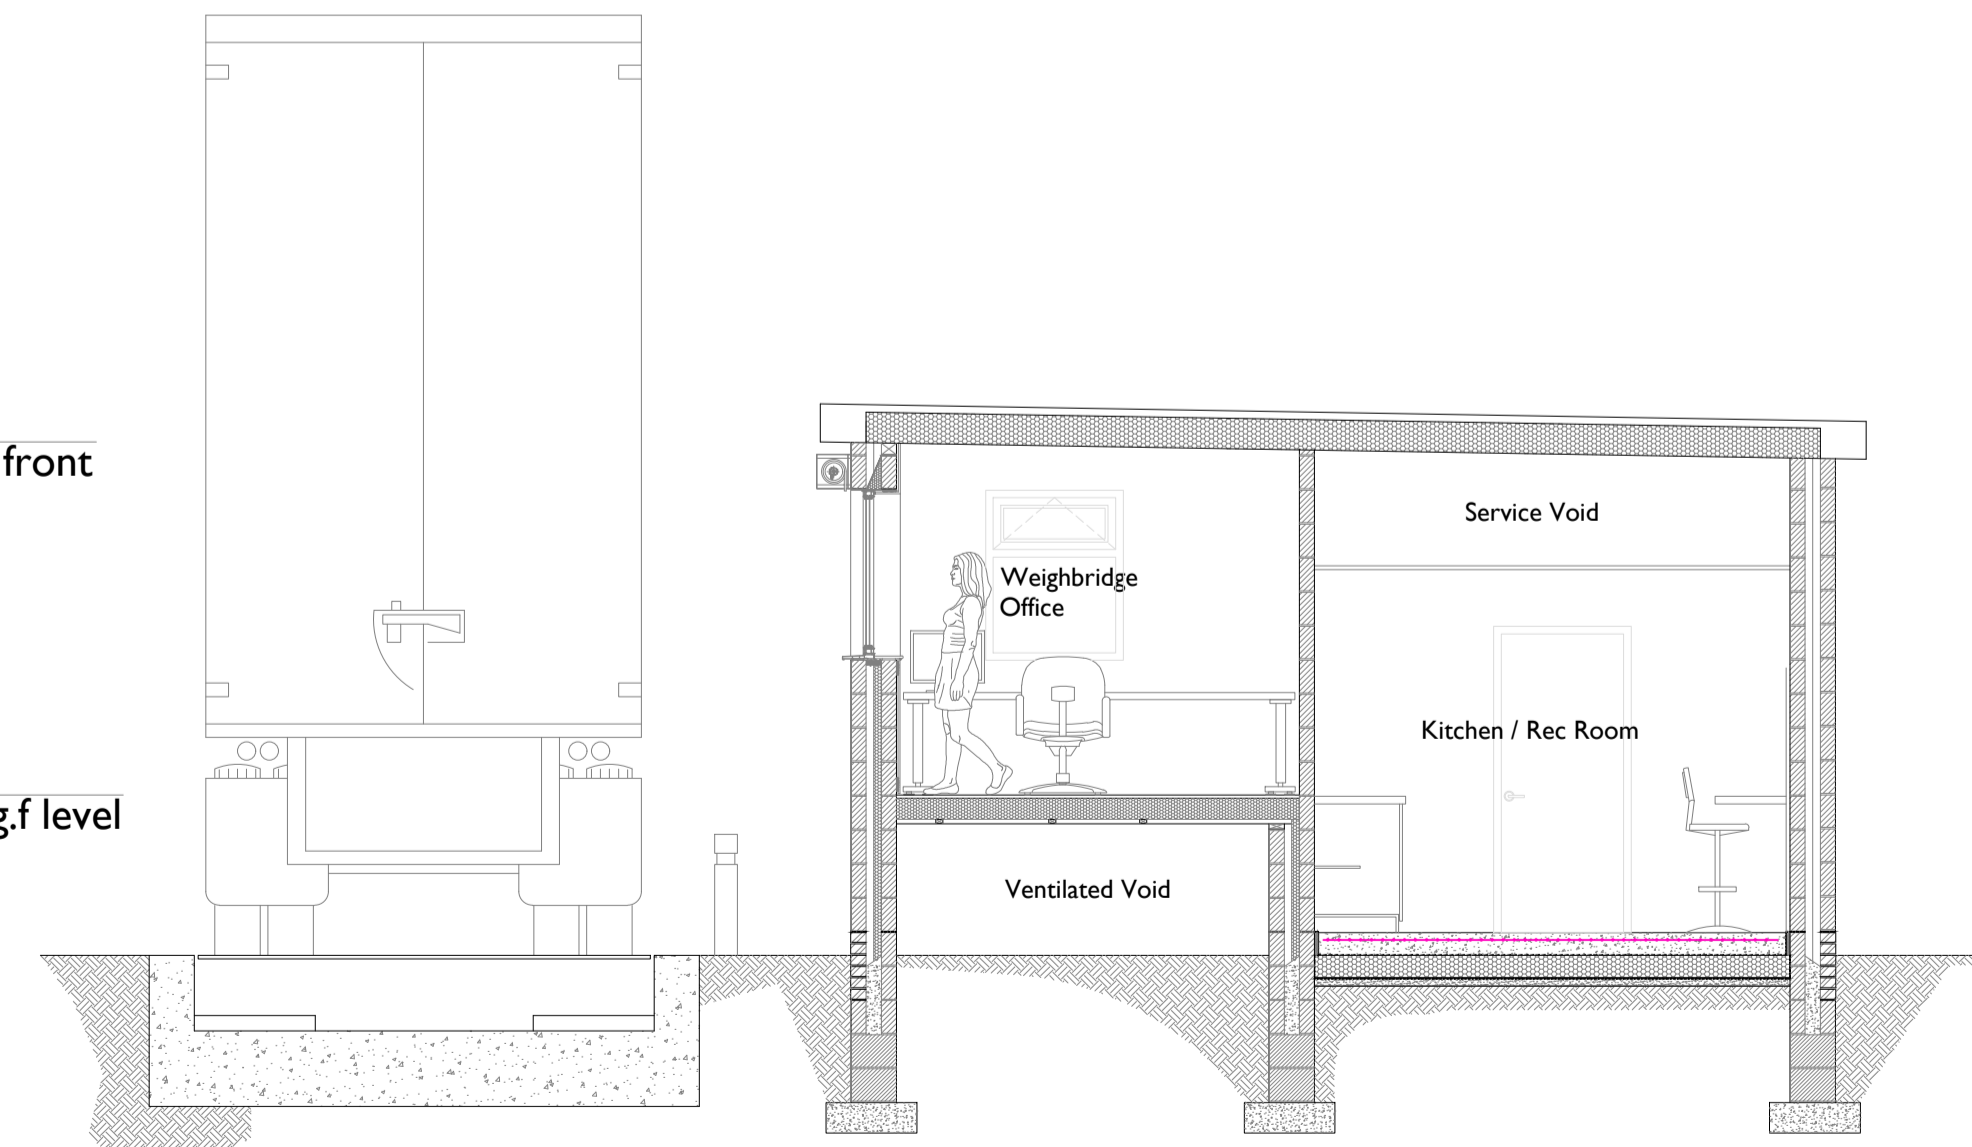 front
g.f level
Service Void
Weighbridge
Office
Kitchen / Rec Room
Ventilated Void